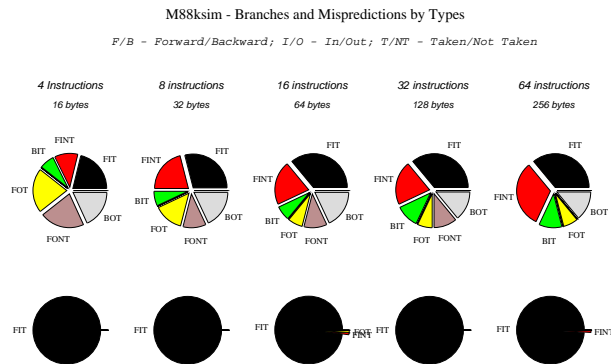 M88ksim - Branches and Mispredictions by Types
F/B - Forward/Backward; I/O - In/Out; T/NT - Taken/Not Taken
4 Instructions 8 instructions 16 instructions 32 instructions 64 instructions
16 bytes 32 bytes 64 bytes 128 bytes 256 bytes
FIT FIT FIT FIT FIT
BIT FINT FINT FINT FINT FINT
FOT BIT BIT BIT BIT
FONT FOT FOT FOT FOT
BOT FONT FONT FONT BOT
BOT BOT BOT
FIT FIT FIT FOT FINT FIT FIT FINT